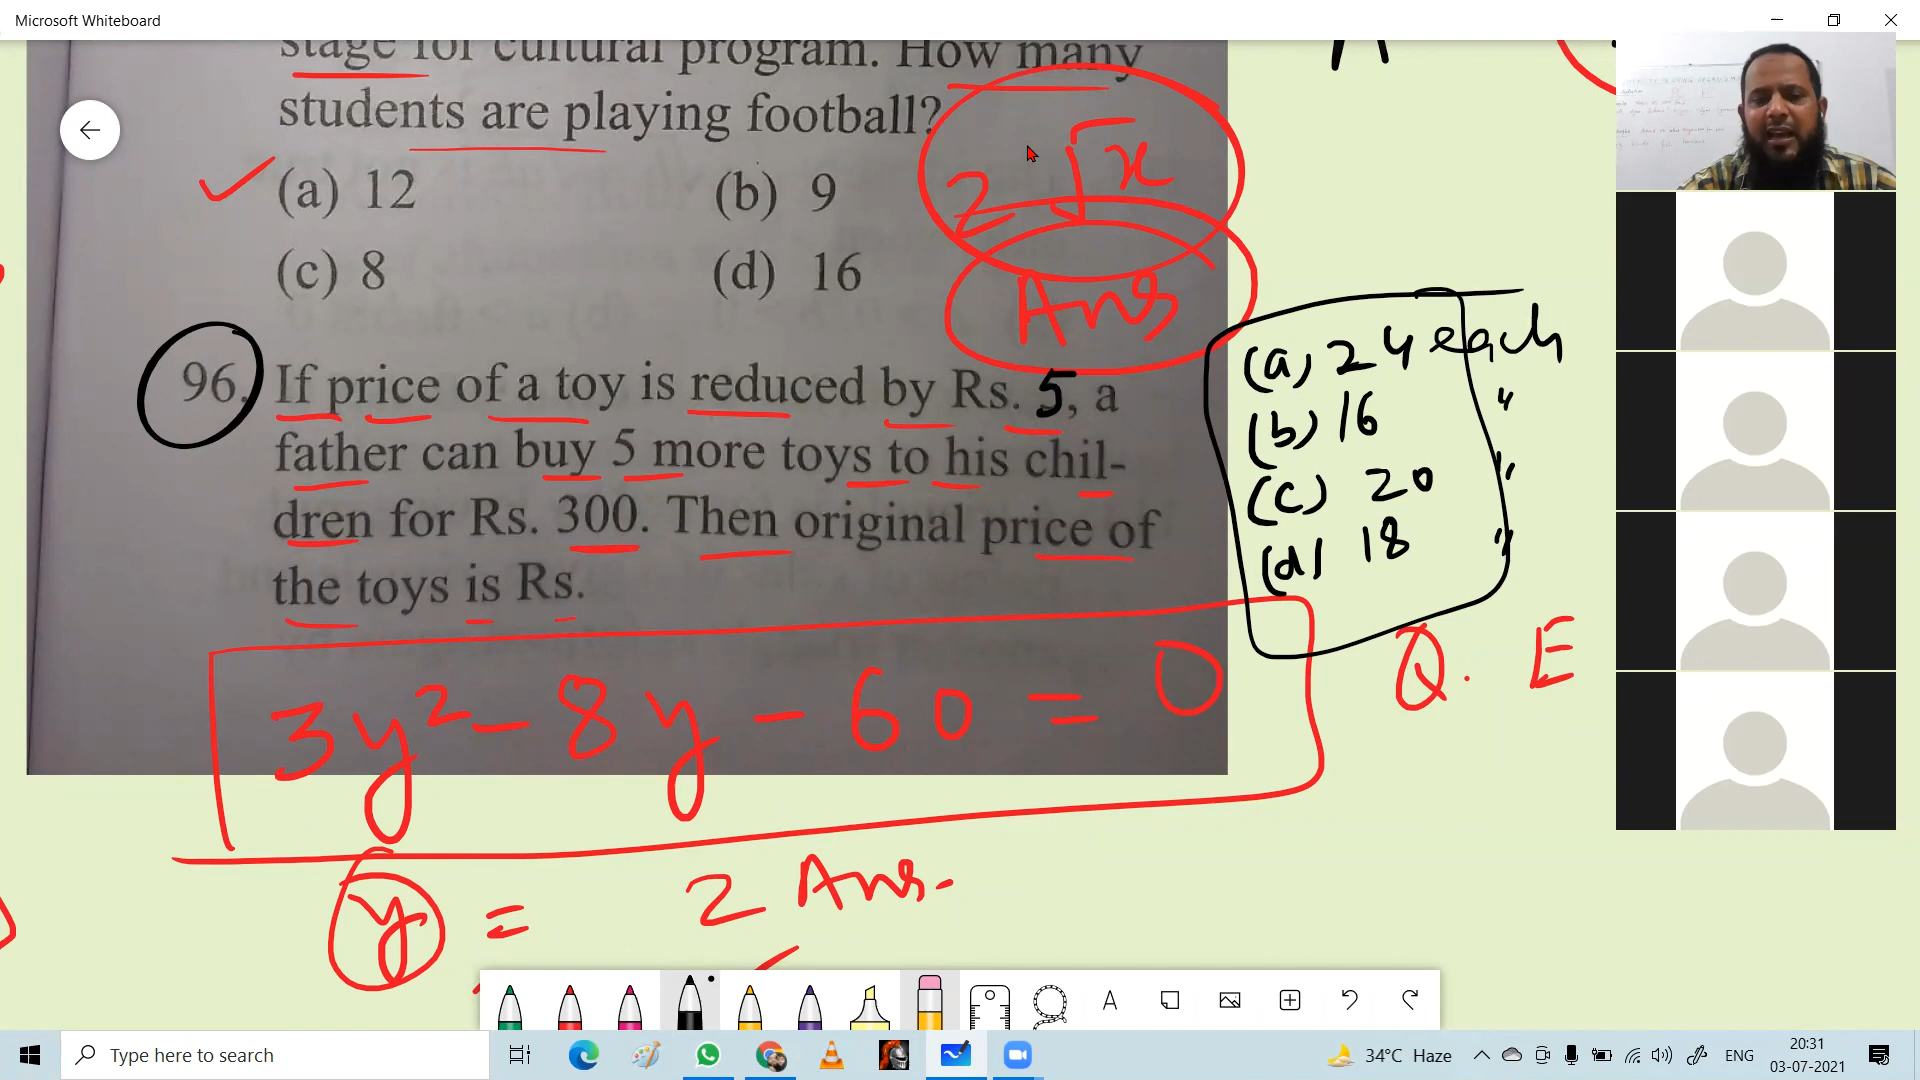 Microsoft Whiteboard
stage for cultural program. How many
students are playing football?
(a) 12 (b) 9
(c) 8 (d) 16
2√x
Ans
96. If price of a toy is reduced by Rs. 5, a
father can buy 5 more toys to his chil-
dren for Rs. 300. Then original price of
the toys is Rs.
(a) 24 each
(b) 16 "
(c) 20 "
(d) 18 "
Q. E
3y² - 8y - 60 = 0
y = 2 Ans.
A
Type here to search
34°C Haze
ENG
20:31
03-07-2021